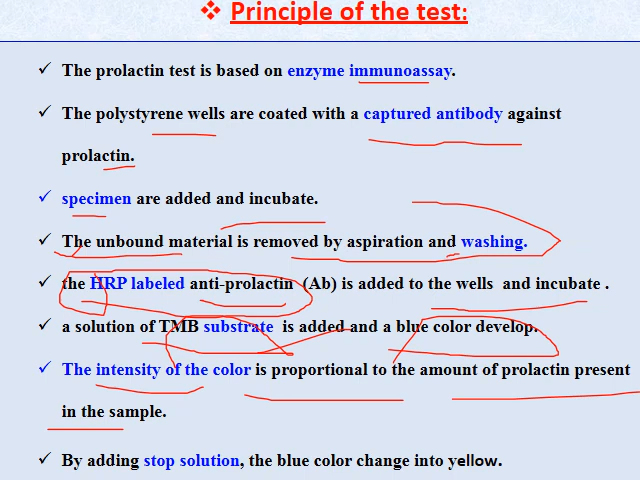 ❖ Principle of the test:
✓ The prolactin test is based on enzyme immunoassay.
✓ The polystyrene wells are coated with a captured antibody against
prolactin.
✓ specimen are added and incubate.
✓ The unbound material is removed by aspiration and washing.
✓ the HRP labeled anti-prolactin (Ab) is added to the wells and incubate .
✓ a solution of TMB substrate is added and a blue color develop.
✓ The intensity of the color is proportional to the amount of prolactin present
in the sample.
✓ By adding stop solution, the blue color change into yellow.